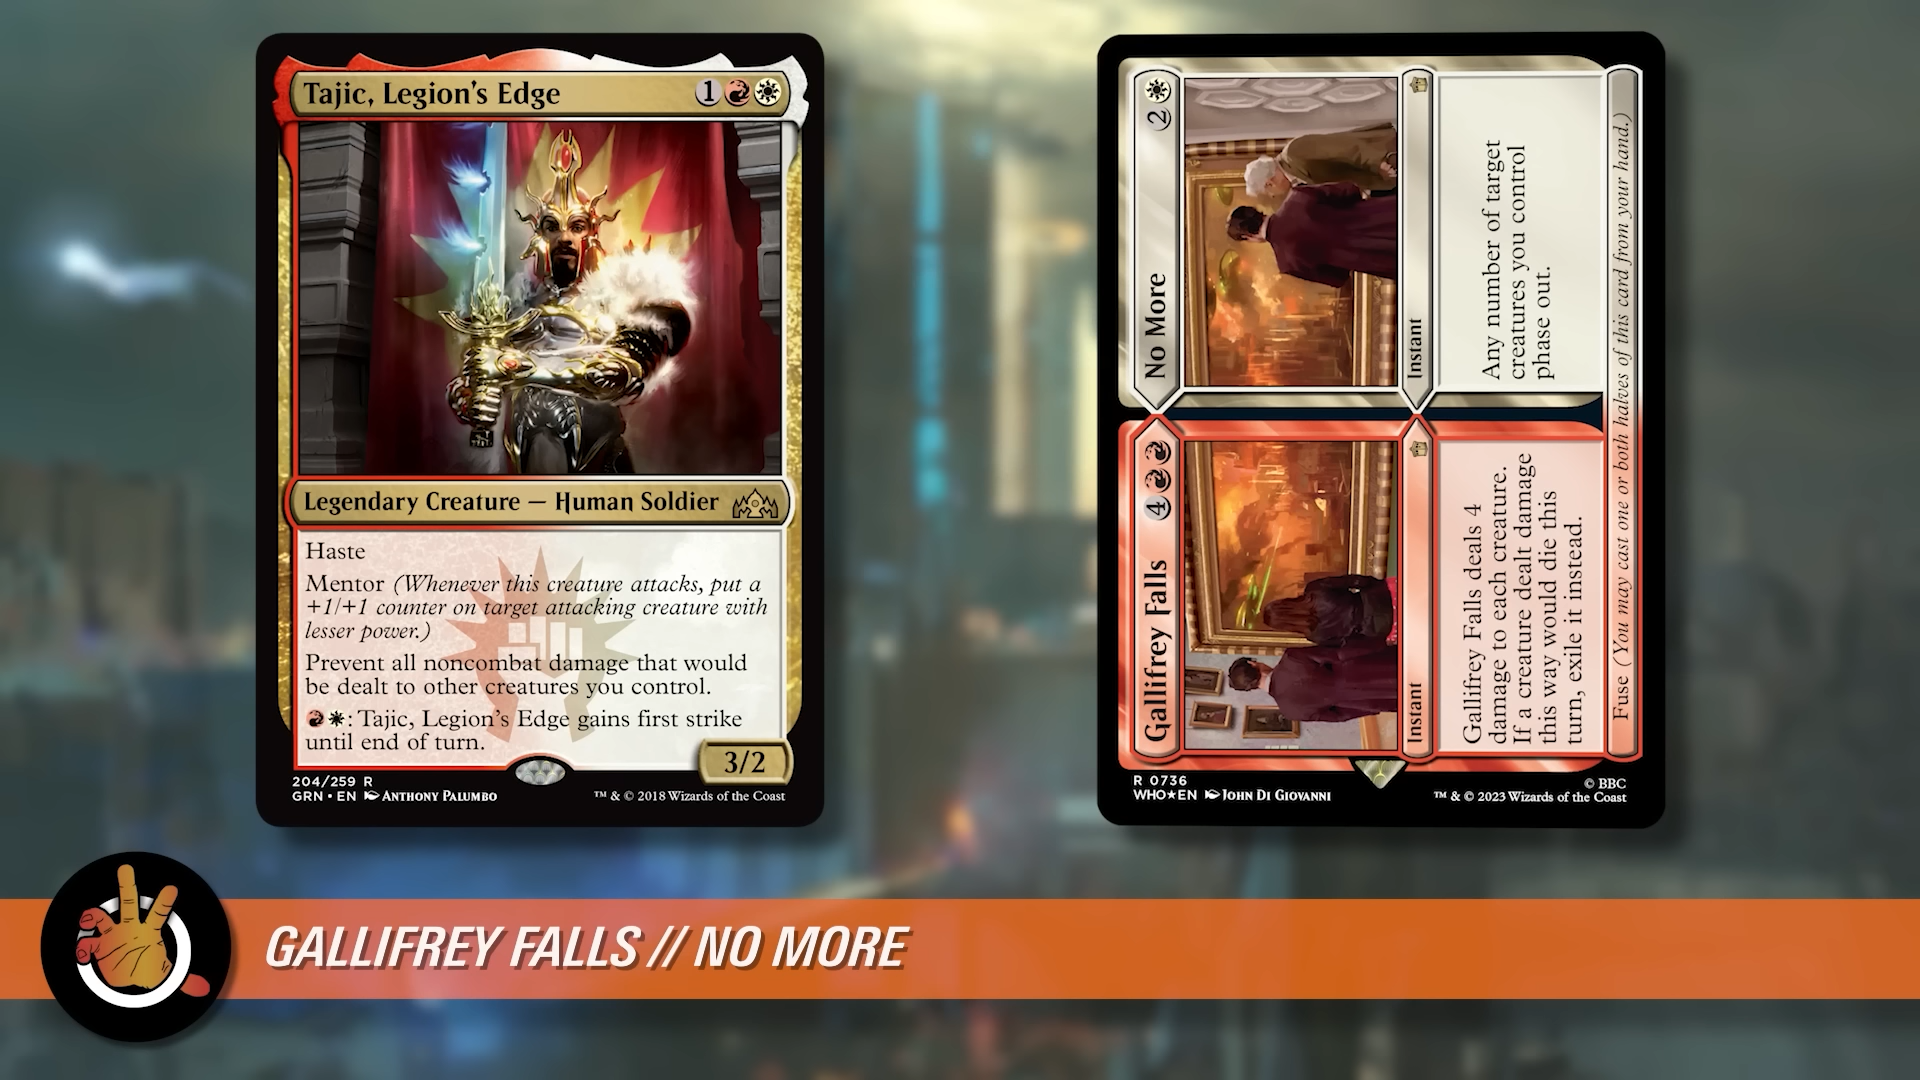 Tajic, Legion's Edge
1
Legendary Creature — Human Soldier
Haste
Mentor (Whenever this creature attacks, put a
+1/+1 counter on target attacking creature with
lesser power.)
Prevent all noncombat damage that would
be dealt to other creatures you control.
: Tajic, Legion's Edge gains first strike
until end of turn.
3/2
204/259 R
GRN • EN Anthony Palumbo
™ & © 2018 Wizards of the Coast
No More
2
Instant
Any number of target
creatures you control
phase out.
Gallifrey Falls
4
Instant
Gallifrey Falls deals 4
damage to each creature.
If a creature dealt damage
this way would die this
turn, exile it instead.
Fuse (You may cast one or both halves of this card from your hand.)
R 0736
WHO★EN John Di Giovanni
© BBC
™ & © 2023 Wizards of the Coast
GALLIFREY FALLS // NO MORE